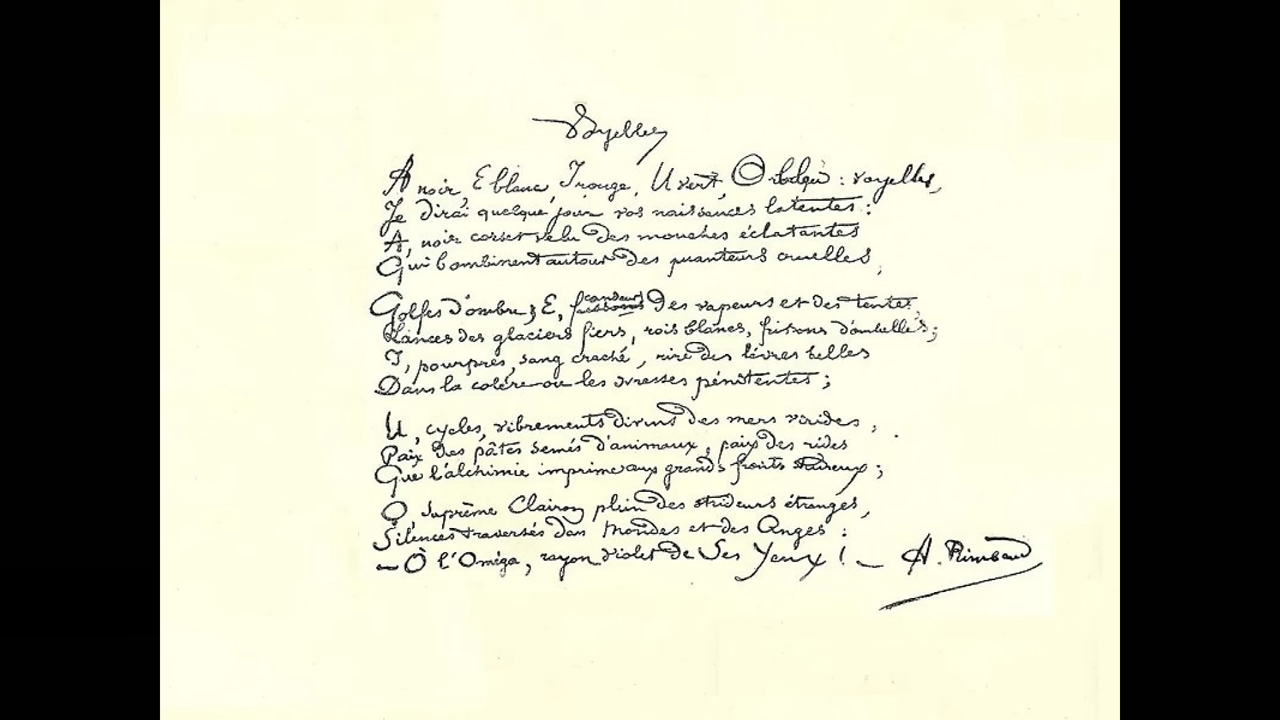 Voyelles
A noir, E blanc, I rouge, U vert, O bleu : voyelles,
Je dirai quelque jour vos naissances latentes :
A, noir corset velu des mouches éclatantes
Qui bombinent autour des puanteurs cruelles,
Golfes d'ombre ; E, frissons candeurs des vapeurs et des tentes,
Lances des glaciers fiers, rois blancs, frissons d'ombelles ;
I, pourpres, sang craché, rire des lèvres belles
Dans la colère ou les ivresses pénitentes ;
U, cycles, vibrements divins des mers virides,
Paix des pâtis semés d'animaux, paix des rides
Que l'alchimie imprime aux grands fronts studieux ;
O, suprême Clairon plein des strideurs étranges,
Silences traversés des Mondes et des Anges :
– O l'Oméga, rayon violet de Ses Yeux ! –
A. Rimbaud